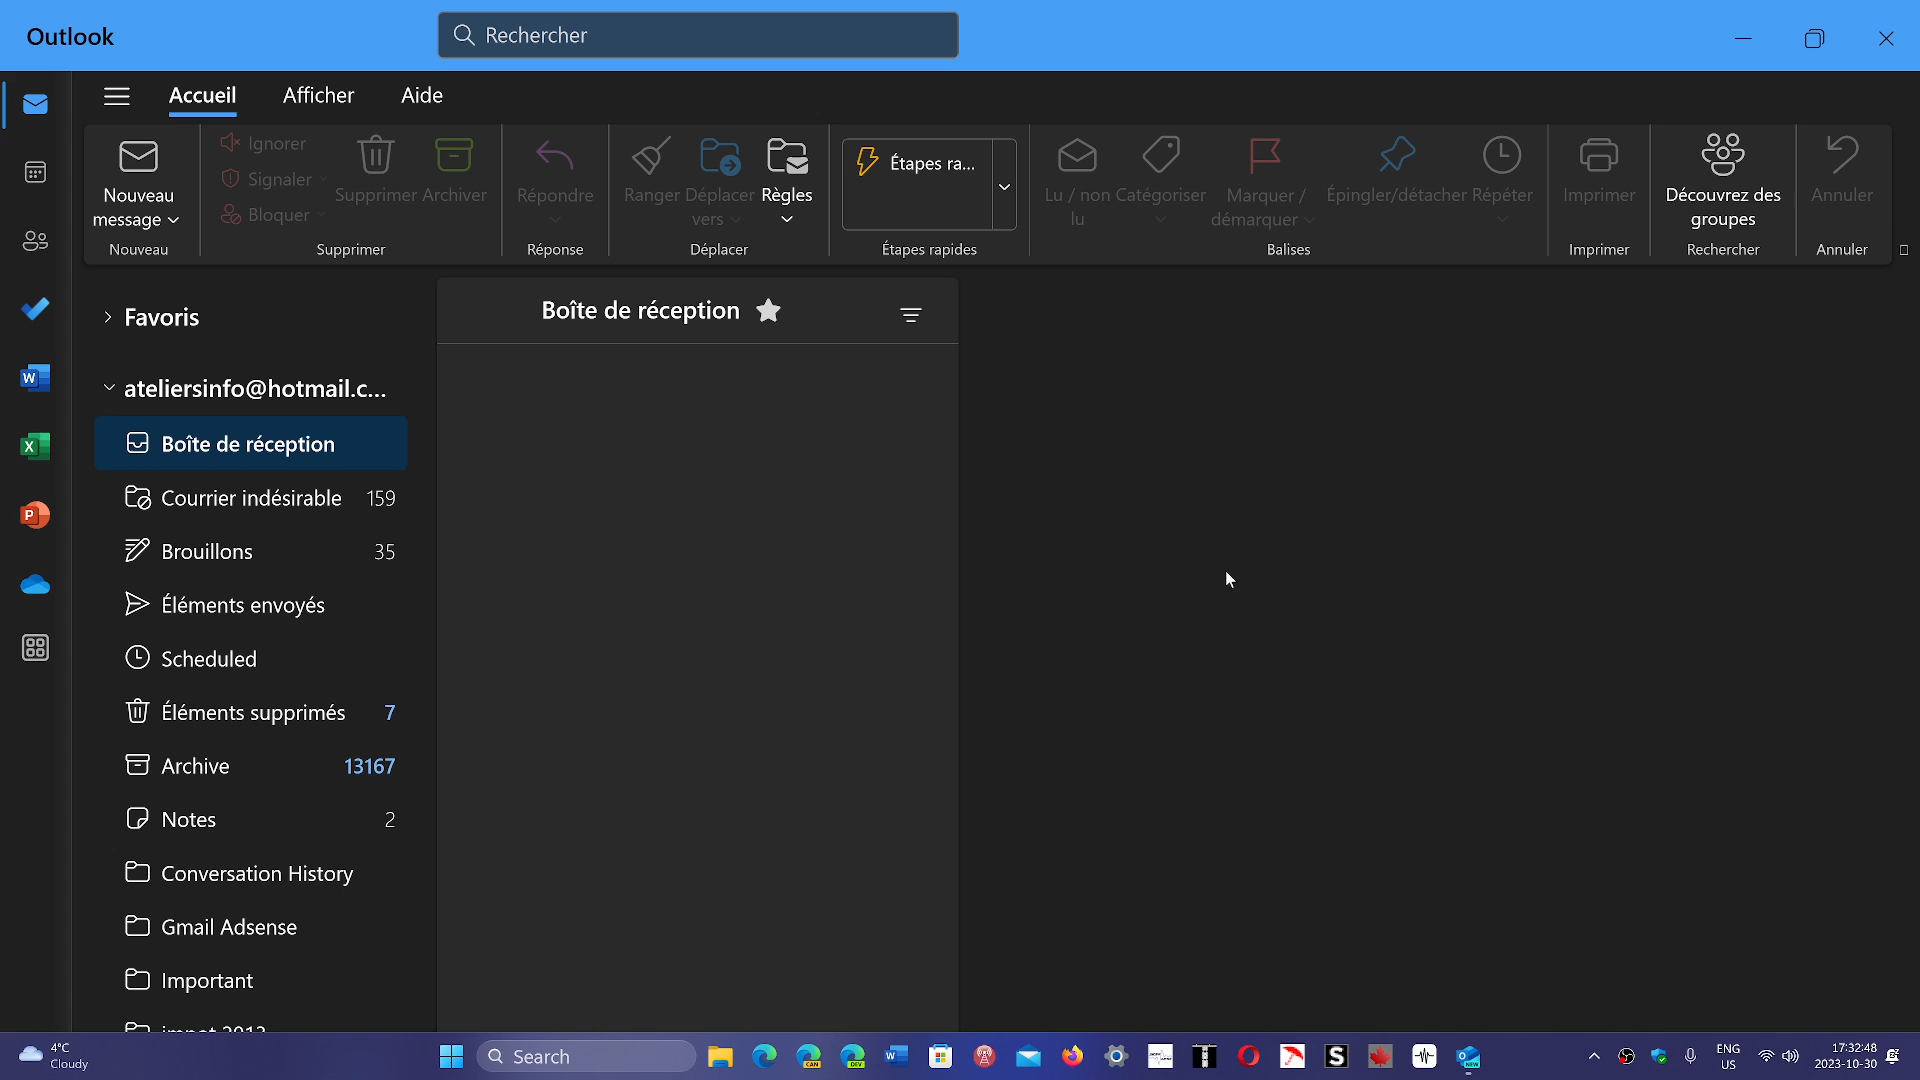 Outlook
Rechercher
Accueil
Afficher
Aide
Nouveau
message
Nouveau
Ignorer
Signaler
Bloquer
Supprimer
Archiver
Supprimer
Répondre
Réponse
Ranger
Déplacer
vers
Règles
Déplacer
Étapes ra...
Étapes rapides
Lu / non
lu
Catégoriser
Marquer /
démarquer
Épingler/détacher
Répéter
Balises
Imprimer
Imprimer
Découvrez des
groupes
Rechercher
Annuler
Annuler
Favoris
ateliersinfo@hotmail.c...
Boîte de réception
Courrier indésirable 159
Brouillons 35
Éléments envoyés
Scheduled
Éléments supprimés 7
Archive 13167
Notes 2
Conversation History
Gmail Adsense
Important
impot 2013
Boîte de réception
4°C
Cloudy
Search
ENG
US
17:32:48
2023-10-30